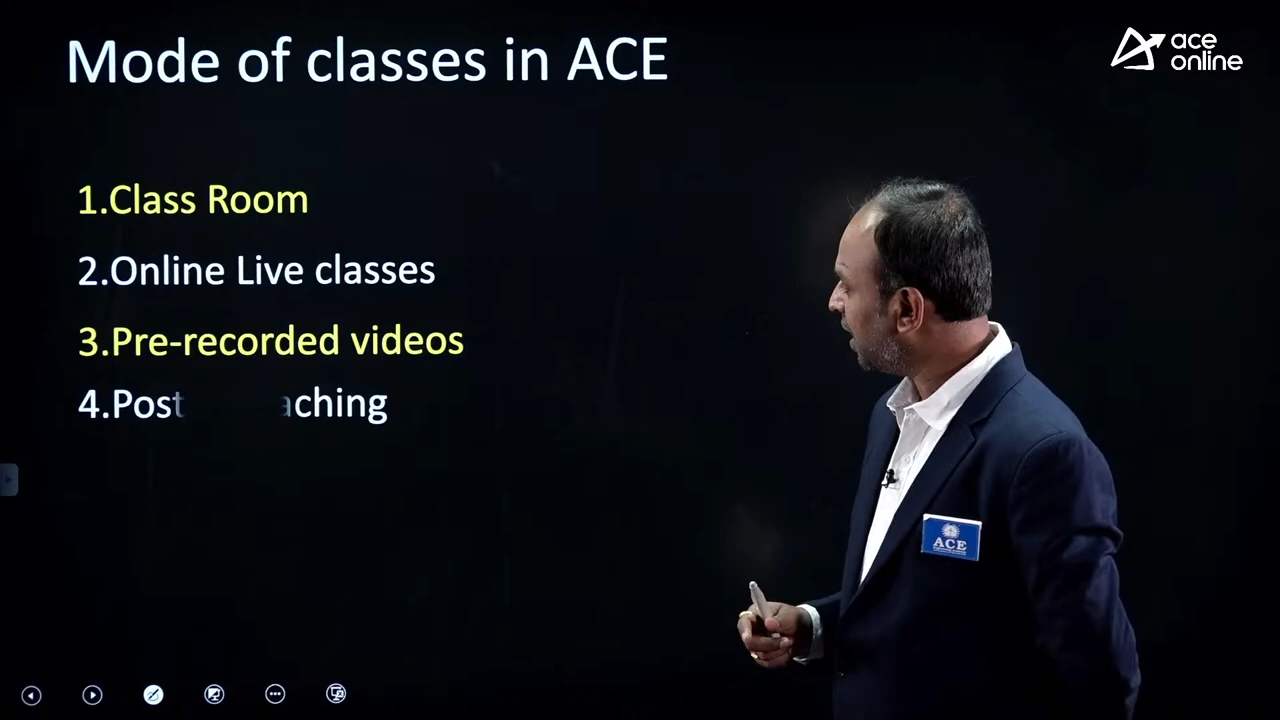 Mode of classes in ACE
ace
online
1.Class Room
2.Online Live classes
3.Pre-recorded videos
4.Post aching
ACE